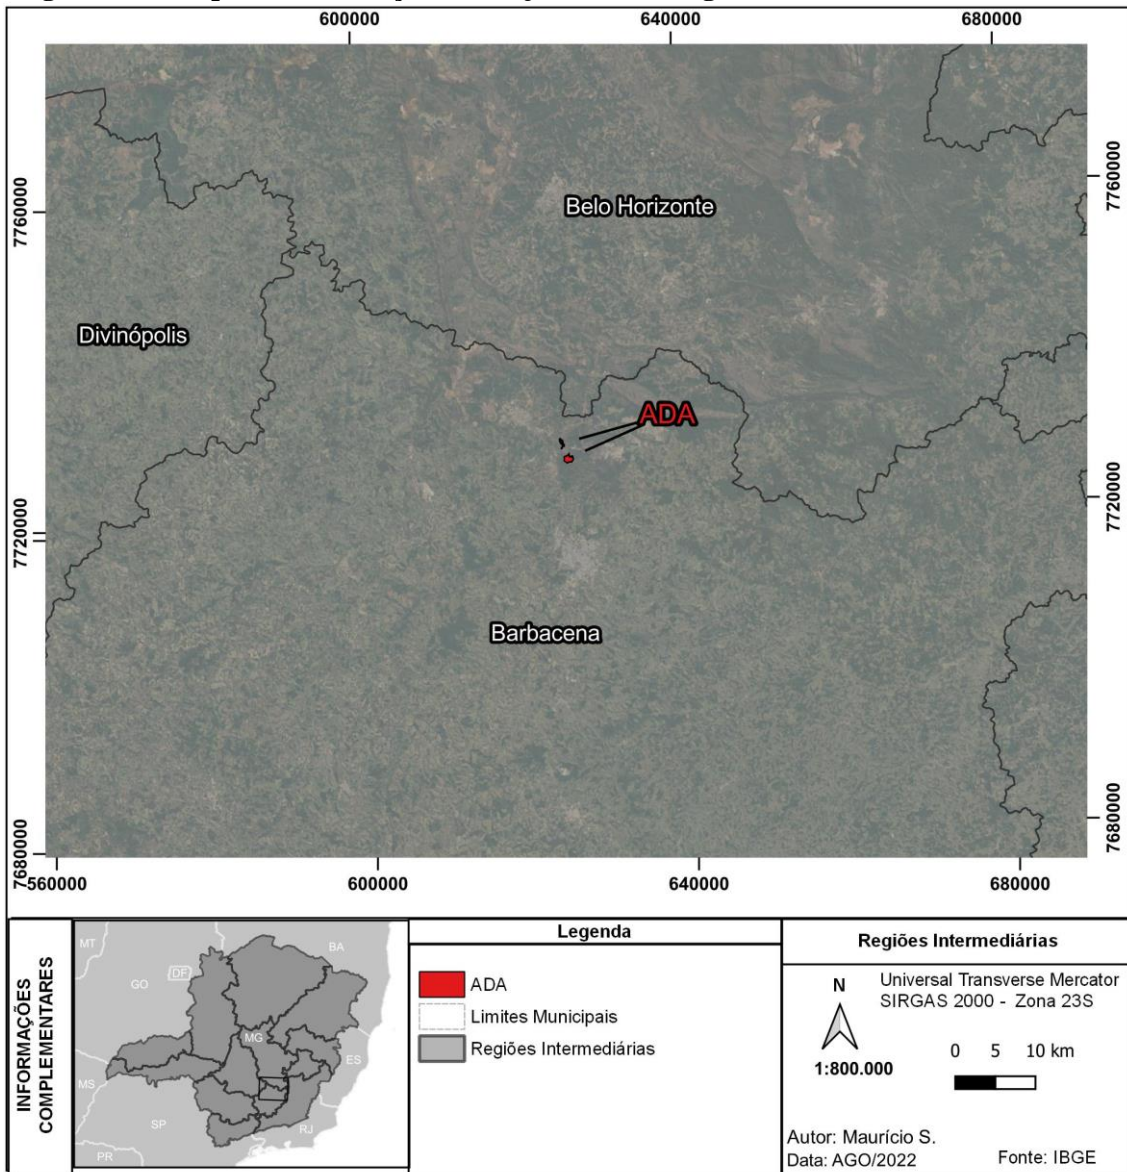 600000
640000
680000
7760000
7760000
Belo Horizonte
Divinópolis
ADA
7720000
7720000
Barbacena
7680000
7680000
560000
600000
640000
680000
INFORMAÇÕES
COMPLEMENTARES
MT
BA
GO
DF
MG
ES
MS
SP
RJ
PR
Legenda
ADA
Limites Municipais
Regiões Intermediárias
Regiões Intermediárias
N
Universal Transverse Mercator
SIRGAS 2000 - Zona 23S
1:800.000
0 5 10 km
Autor: Maurício S.
Data: AGO/2022
Fonte: IBGE